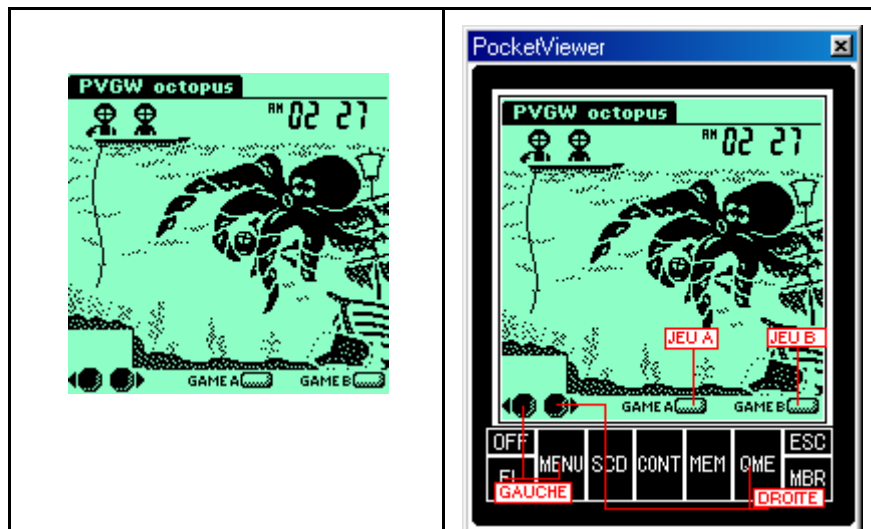 PVGW octopus
AM 02 27
GAME A
GAME B
PocketViewer
PVGW octopus
AM 02 27
JEU A
JEU B
GAME A
GAME B
OFF
MENU
SCD
CONT
MEM
QME
ESC
MBR
GAUCHE
DROITE